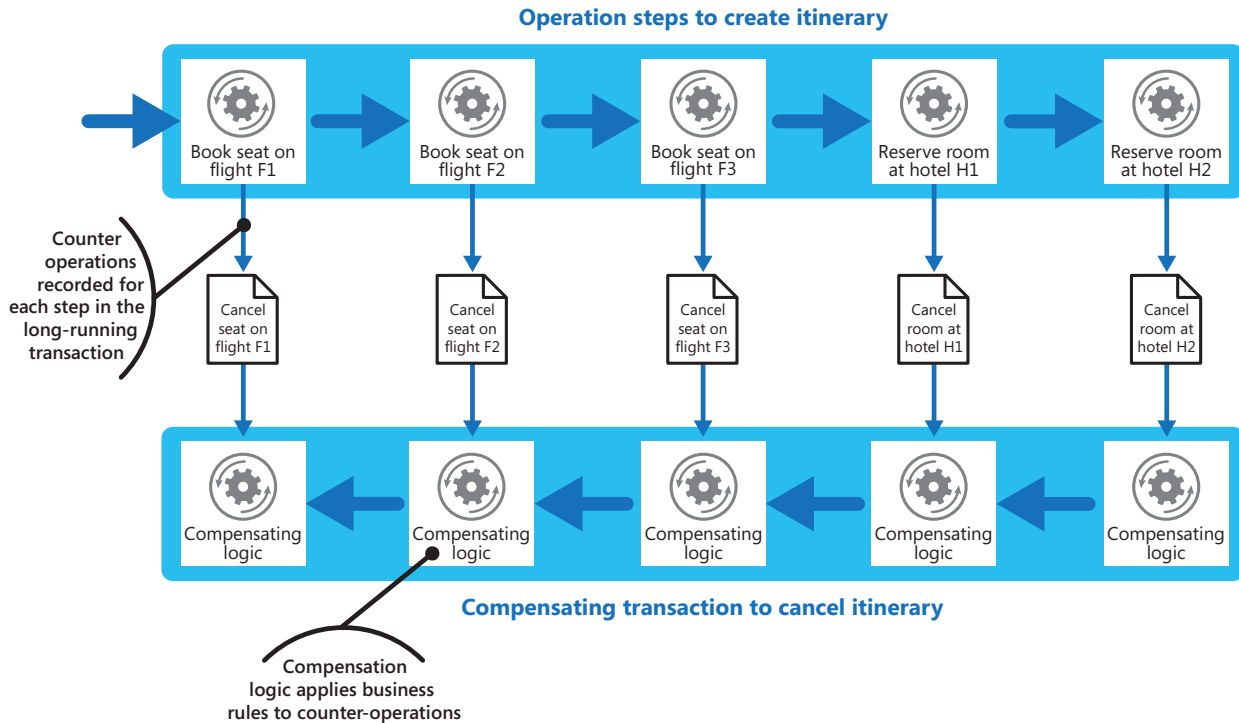 Operation steps to create itinerary
Book seat on
flight F1
Book seat on
flight F2
Book seat on
flight F3
Reserve room
at hotel H1
Reserve room
at hotel H2
Counter
operations
recorded for
each step in the
long-running
transaction
Cancel
seat on
flight F1
Cancel
seat on
flight F2
Cancel
seat on
flight F3
Cancel
room at
hotel H1
Cancel
room at
hotel H2
Compensating
logic
Compensating
logic
Compensating
logic
Compensating
logic
Compensating
logic
Compensating transaction to cancel itinerary
Compensation
logic applies business
rules to counter-operations